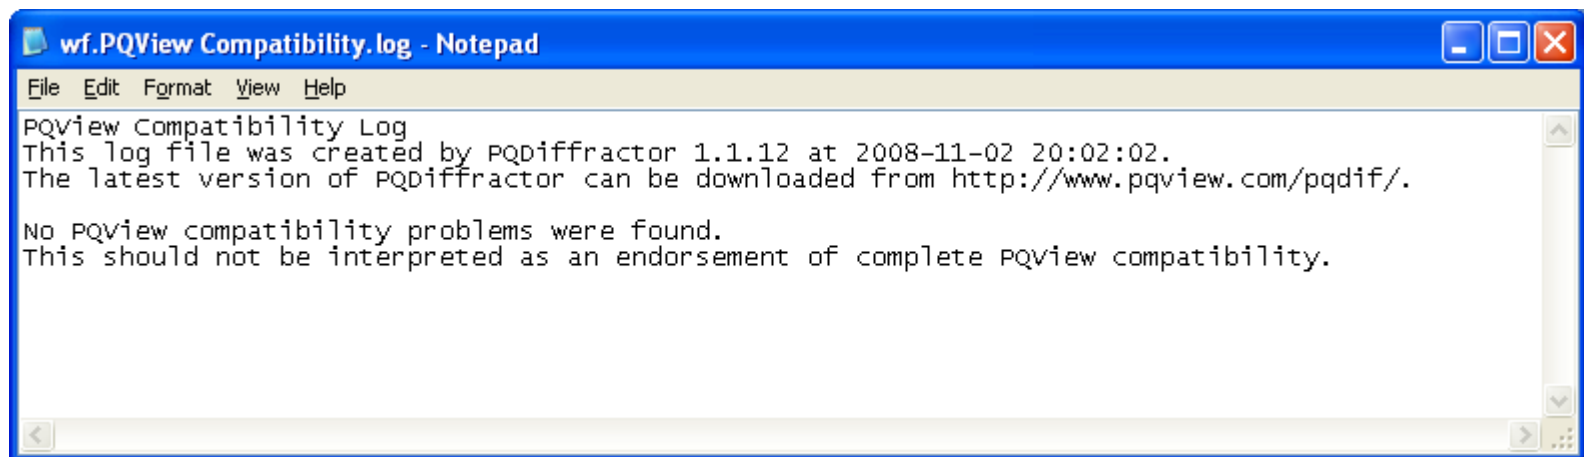 wf.PQView Compatibility.log - Notepad
File Edit Format View Help
PQView Compatibility Log
This log file was created by PQDiffractor 1.1.12 at 2008-11-02 20:02:02.
The latest version of PQDiffractor can be downloaded from http://www.pqview.com/pqdif/.
No PQView compatibility problems were found.
This should not be interpreted as an endorsement of complete PQView compatibility.